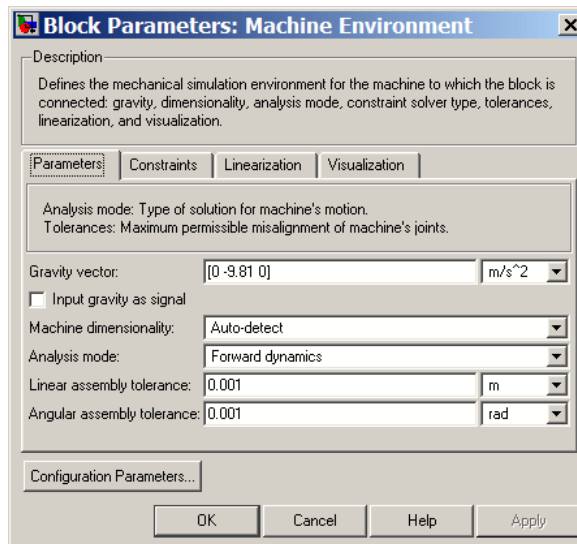 Block Parameters: Machine Environment
Description
Defines the mechanical simulation environment for the machine to which the block is
connected: gravity, dimensionality, analysis mode, constraint solver type, tolerances,
linearization, and visualization.
Parameters Constraints Linearization Visualization
Analysis mode: Type of solution for machine's motion.
Tolerances: Maximum permissible misalignment of machine's joints.
Gravity vector: [0 -9.81 0] m/s^2
Input gravity as signal
Machine dimensionality: Auto-detect
Analysis mode: Forward dynamics
Linear assembly tolerance: 0.001 m
Angular assembly tolerance: 0.001 rad
Configuration Parameters...
OK Cancel Help Apply